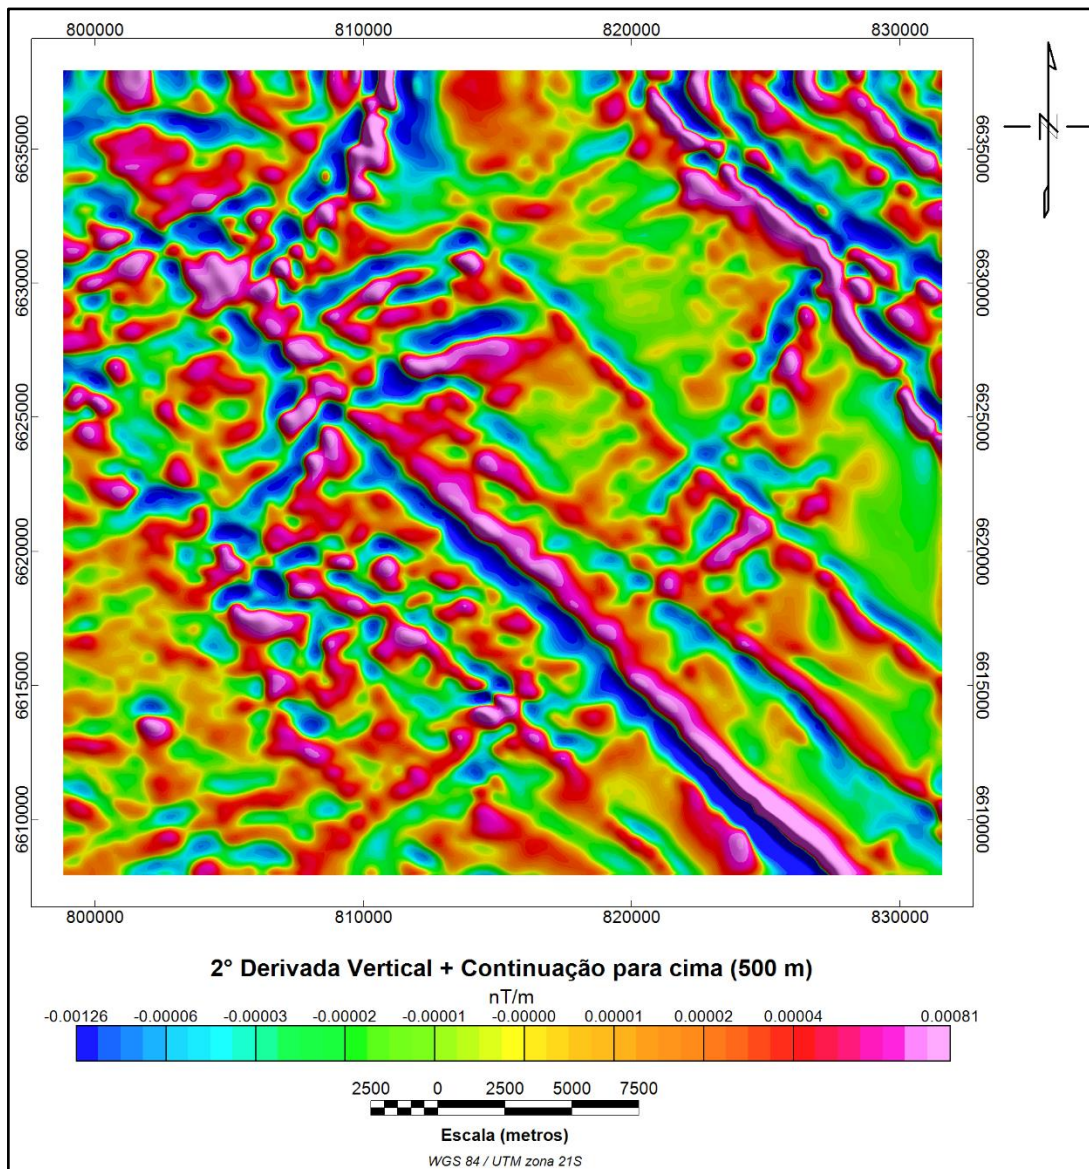 800000 810000 820000 830000
6635000 6635000
6630000 6630000
6625000 6625000
6620000 6620000
6615000 6615000
6610000 6610000
800000 810000 820000 830000
2° Derivada Vertical + Continuação para cima (500 m)
nT/m
-0.00126 -0.00006 -0.00003 -0.00002 -0.00001 -0.00000 0.00001 0.00002 0.00004 0.00081
2500 0 2500 5000 7500
Escala (metros)
WGS 84 / UTM zona 21S